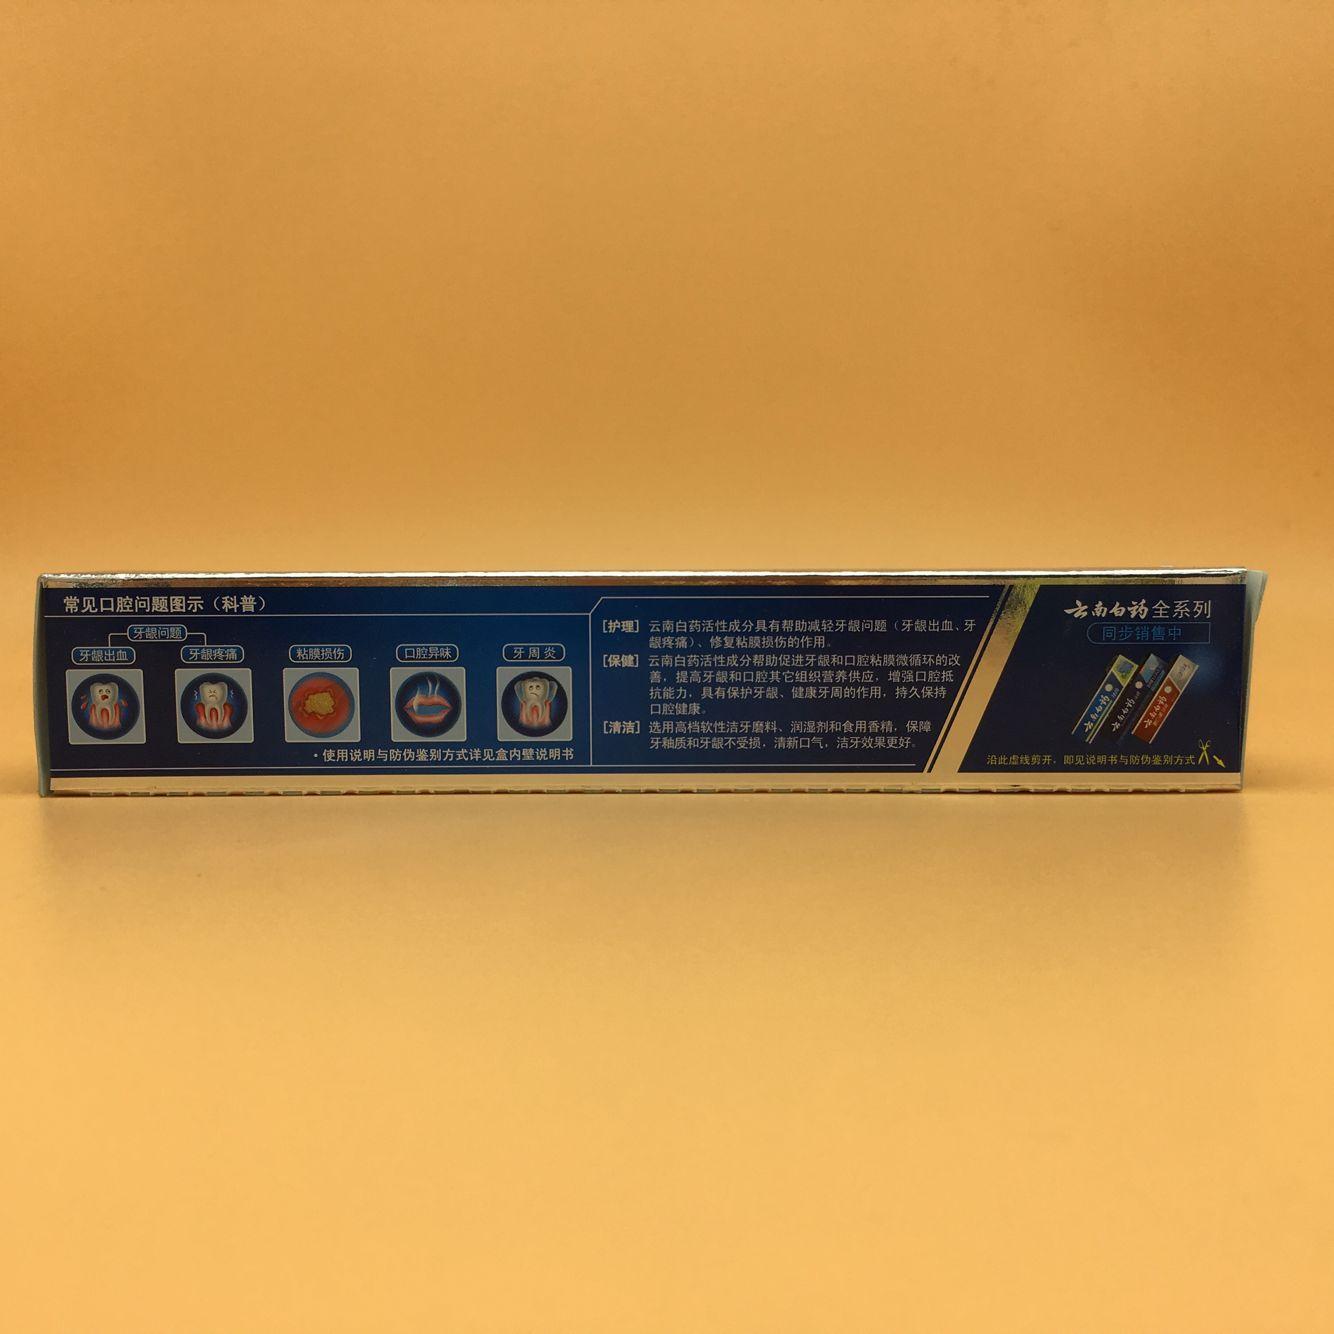 常见口腔问题图示（科普）
牙龈问题
牙龈出血
牙龈疼痛
粘膜损伤
口腔异味
牙周炎
·使用说明与防伪鉴别方式详见盒内壁说明书
[护理] 云南白药活性成分具有帮助减轻牙龈问题（牙龈出血、牙
龈疼痛）、修复粘膜损伤的作用。
[保健] 云南白药活性成分帮助促进牙龈和口腔粘膜微循环的改
善，提高牙龈和口腔其它组织营养供应，增强口腔抵
抗能力，具有保护牙龈、健康牙周的作用，持久保持
口腔健康。
[清洁] 选用高档软性洁牙磨料、润湿剂和食用香精，保障
牙釉质和牙龈不受损，清新口气，洁牙效果更好。
云南白药全系列
同步销售中
云南白药
云南白药
云南白药
沿此虚线剪开，即见说明书与防伪鉴别方式